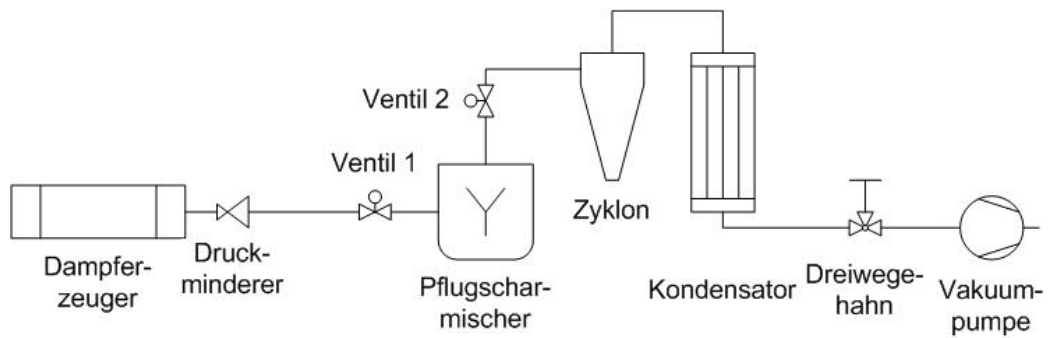 Ventil 2
Ventil 1
Zyklon
Dampfer-
zeuger
Druck-
minderer
Pflugschar-
mischer
Kondensator
Dreiwege-
hahn
Vakuum-
pumpe